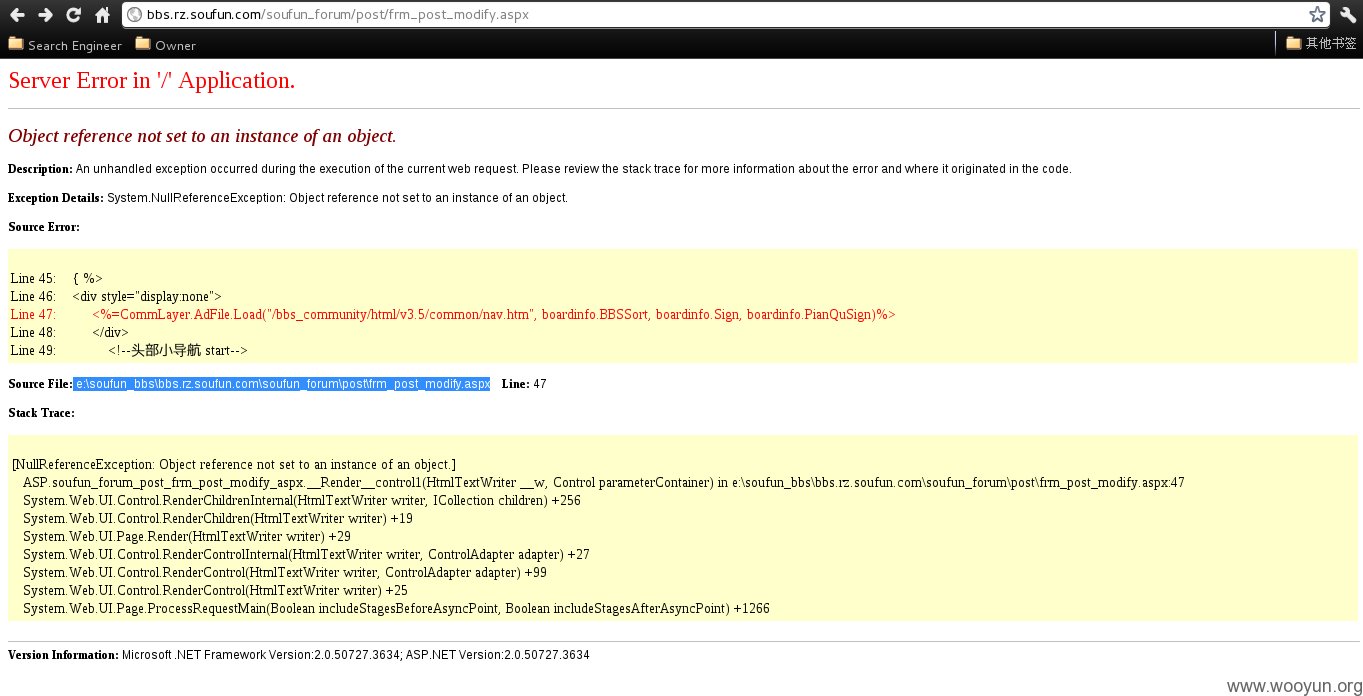 bbs.rz.soufun.com/soufun_forum/post/frm_post_modify.aspx
Search Engineer Owner 其他书签
Server Error in '/' Application.
Object reference not set to an instance of an object.
Description: An unhandled exception occurred during the execution of the current web request. Please review the stack trace for more information about the error and where it originated in the code.
Exception Details: System.NullReferenceException: Object reference not set to an instance of an object.
Source Error:
Line 45: { %>
Line 46: <div style="display:none">
Line 47: <%=CommLayer.AdFile.Load("/bbs_community/html/v3.5/common/nav.htm", boardinfo.BBSSort, boardinfo.Sign, boardinfo.PianQuSign)%>
Line 48: </div>
Line 49: <!--头部小导航 start-->
Source File: e:\soufun_bbs\bbs.rz.soufun.com\soufun_forum\post\frm_post_modify.aspx Line: 47
Stack Trace:
[NullReferenceException: Object reference not set to an instance of an object.]
ASP.soufun_forum_post_frm_post_modify_aspx.__Render__control1(HtmlTextWriter __w, Control parameterContainer) in e:\soufun_bbs\bbs.rz.soufun.com\soufun_forum\post\frm_post_modify.aspx:47
System.Web.UI.Control.RenderChildrenInternal(HtmlTextWriter writer, ICollection children) +256
System.Web.UI.Control.RenderChildren(HtmlTextWriter writer) +19
System.Web.UI.Page.Render(HtmlTextWriter writer) +29
System.Web.UI.Control.RenderControlInternal(HtmlTextWriter writer, ControlAdapter adapter) +27
System.Web.UI.Control.RenderControl(HtmlTextWriter writer, ControlAdapter adapter) +99
System.Web.UI.Control.RenderControl(HtmlTextWriter writer) +25
System.Web.UI.Page.ProcessRequestMain(Boolean includeStagesBeforeAsyncPoint, Boolean includeStagesAfterAsyncPoint) +1266
Version Information: Microsoft .NET Framework Version:2.0.50727.3634; ASP.NET Version:2.0.50727.3634
www.wooyun.org